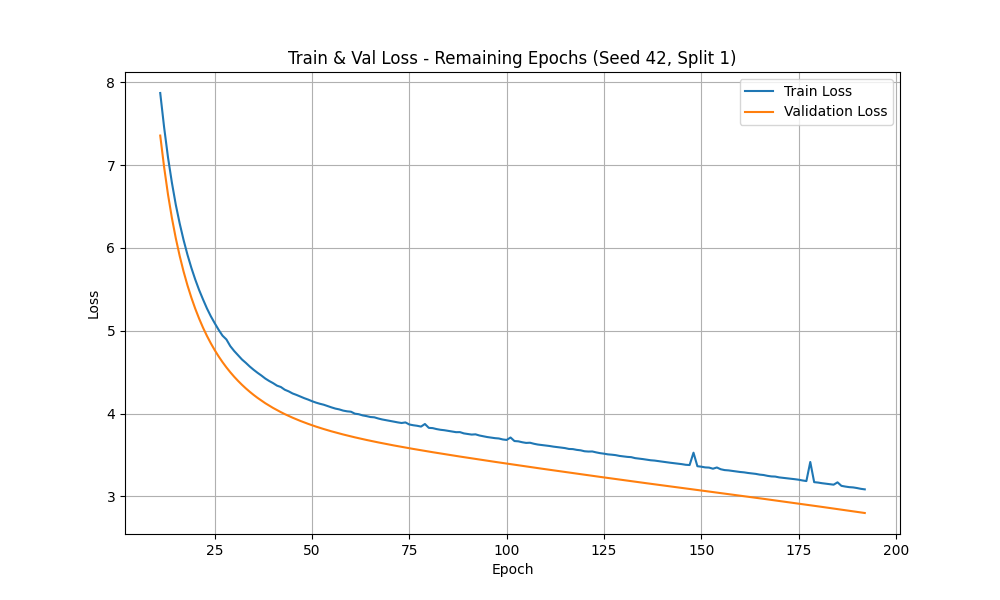 Train & Val Loss - Remaining Epochs (Seed 42, Split 1)
Train Loss
Validation Loss
8
7
6
5
4
3
Loss
25 50 75 100 125 150 175 200
Epoch